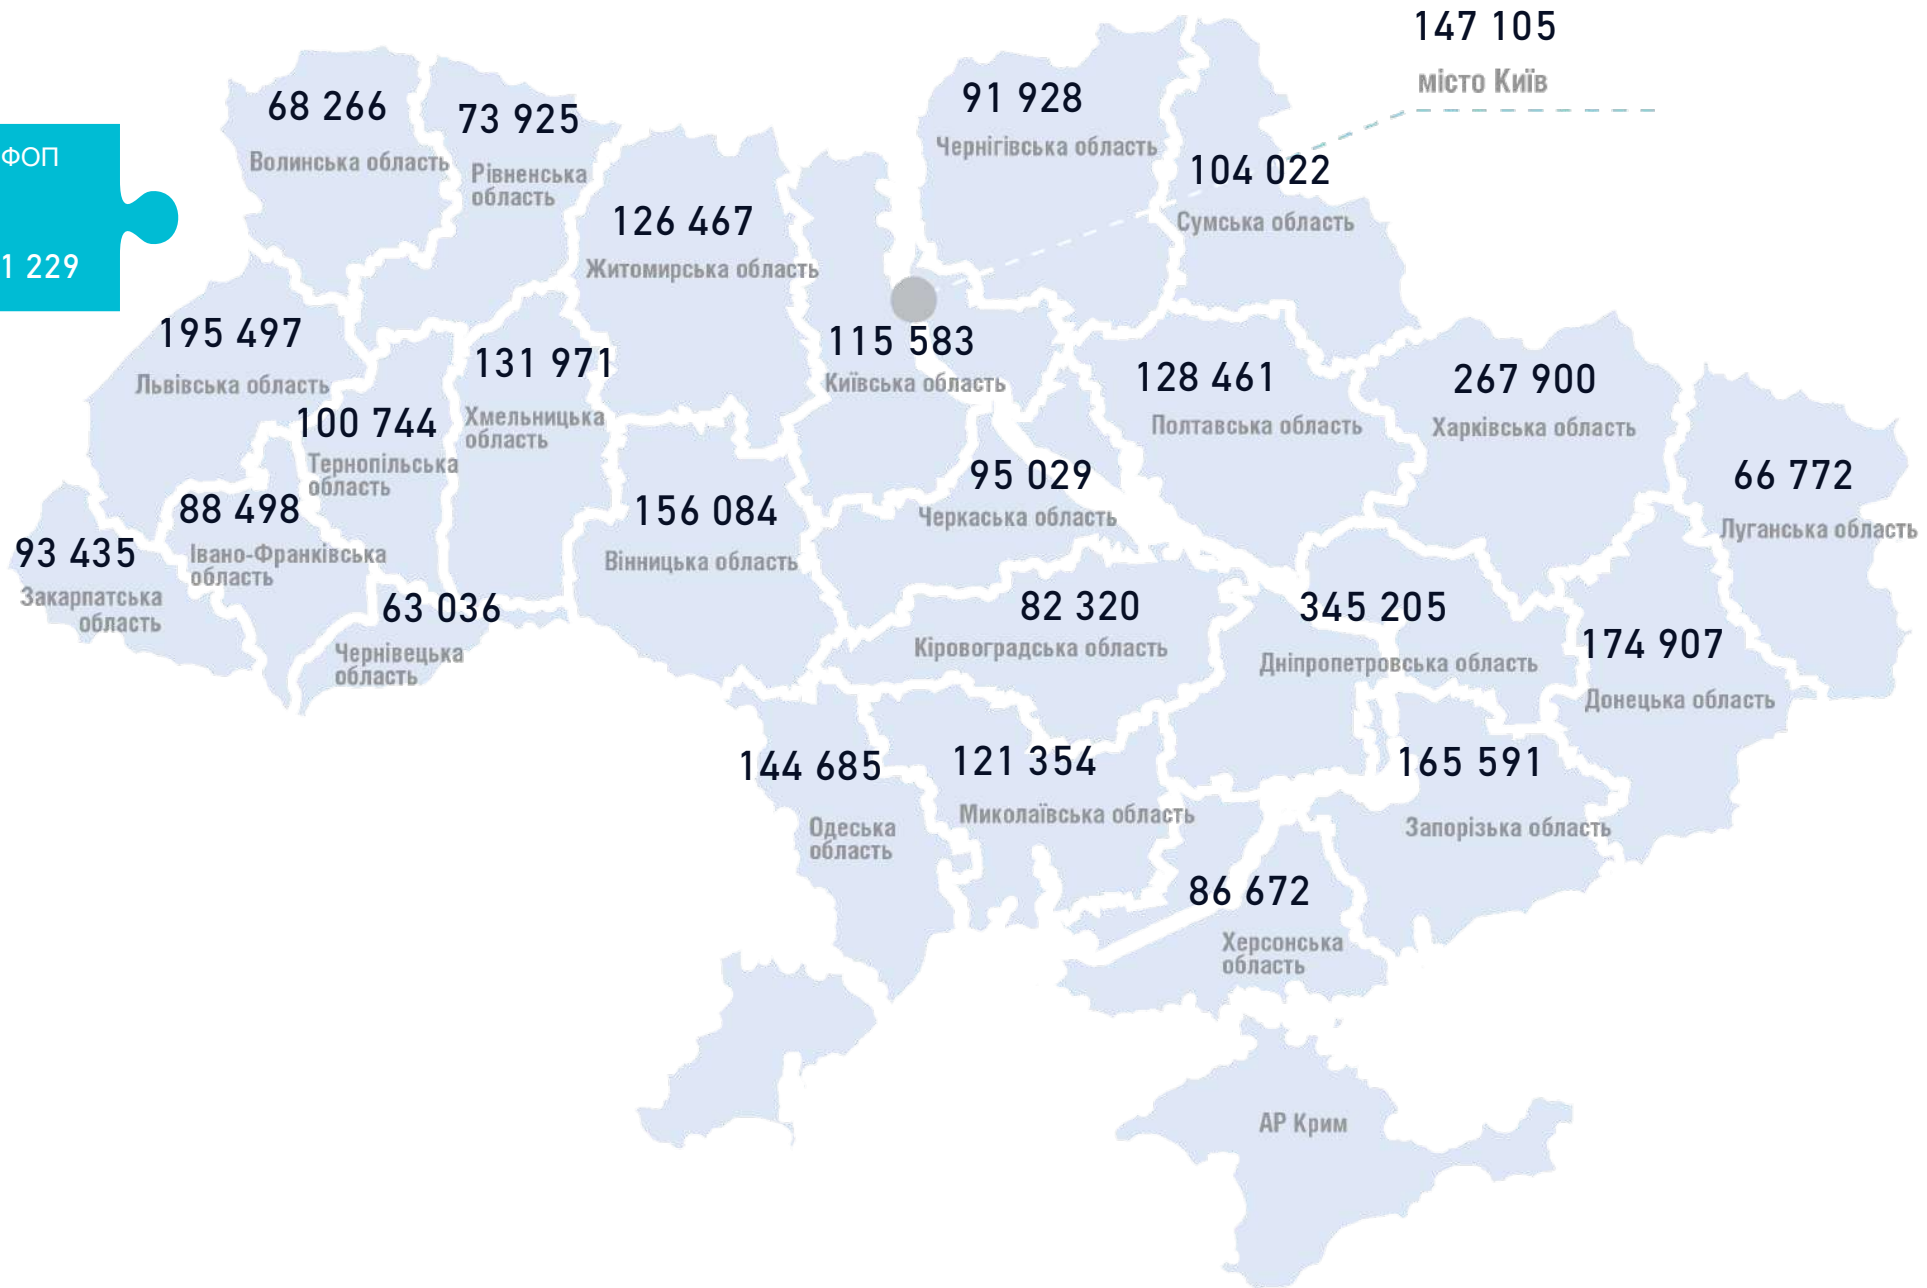 147 105
місто Київ
68 266
Волинська область
73 925
Рівненська
область
91 928
Чернігівська область
104 022
Сумська область
ФОП
1 229
126 467
Житомирська область
195 497
Львівська область
131 971
Хмельницька
область
115 583
Київська область
128 461
Полтавська область
267 900
Харківська область
100 744
Тернопільська
область
95 029
Черкаська область
66 772
Луганська область
88 498
Івано-Франківська
область
156 084
Вінницька область
93 435
Закарпатська
область
63 036
Чернівецька
область
82 320
Кіровоградська область
345 205
Дніпропетровська область
174 907
Донецька область
144 685
Одеська
область
121 354
Миколаївська область
165 591
Запорізька область
86 672
Херсонська
область
АР Крим